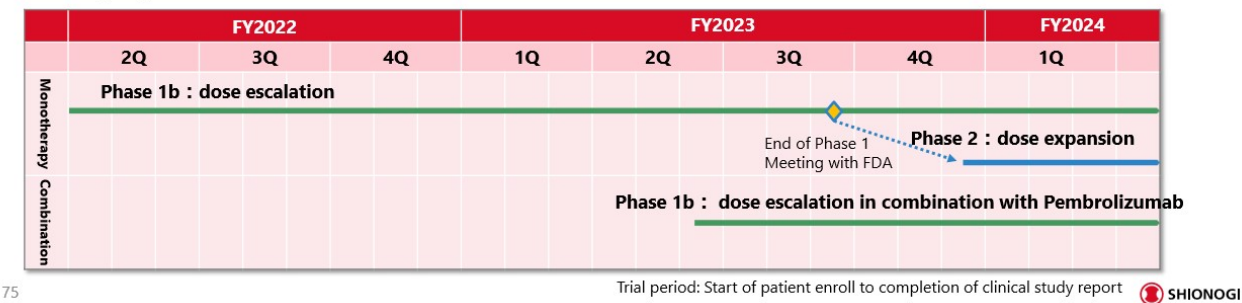 FY2022 FY2023 FY2024
2Q 3Q 4Q 1Q 2Q 3Q 4Q 1Q
Monotherapy
Phase 1b：dose escalation
End of Phase 1
Meeting with FDA
Phase 2：dose expansion
Combination
Phase 1b： dose escalation in combination with Pembrolizumab
75
Trial period: Start of patient enroll to completion of clinical study report
SHIONOGI